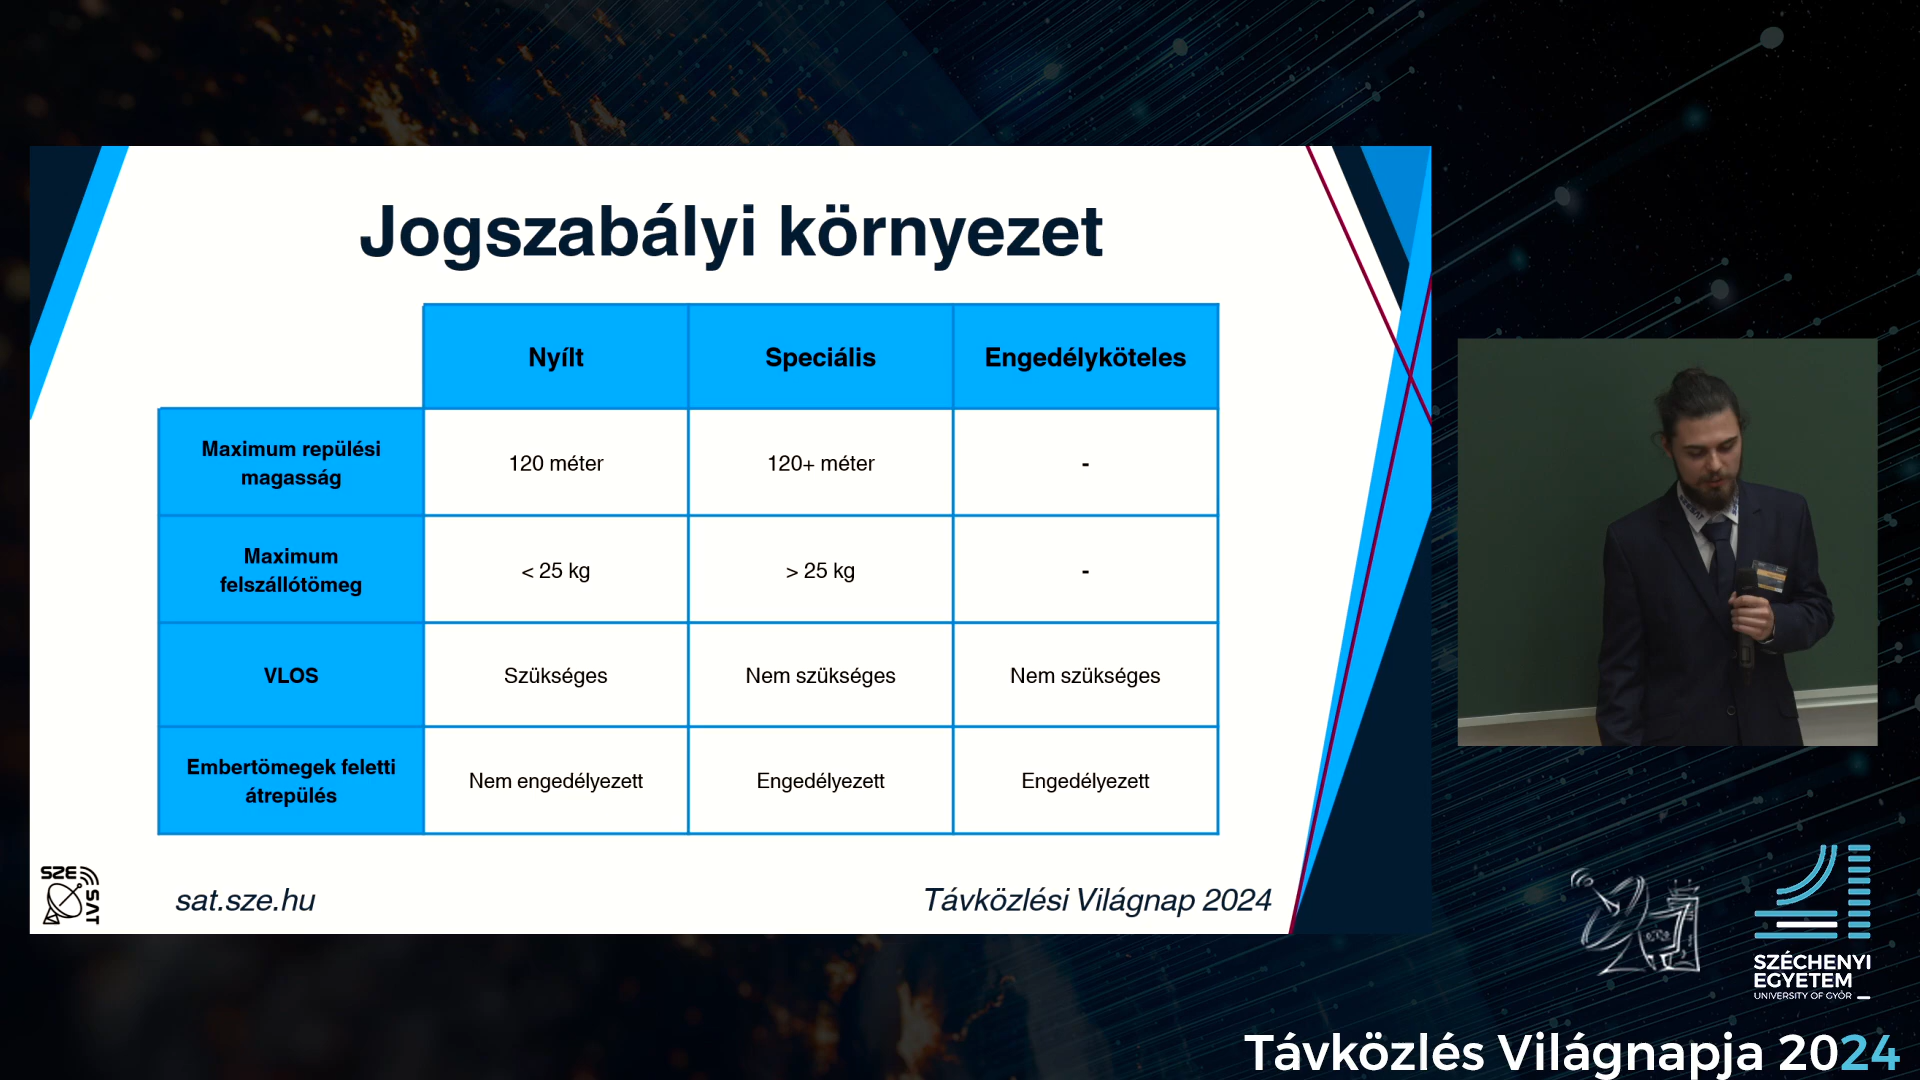 Jogszabályi környezet
Nyílt
Speciális
Engedélyköteles
Maximum repülési
magasság
120 méter
120+ méter
-
Maximum
felszállótömeg
< 25 kg
> 25 kg
-
VLOS
Szükséges
Nem szükséges
Nem szükséges
Embertömegek feletti
átrepülés
Nem engedélyezett
Engedélyezett
Engedélyezett
SZE
SAT
sat.sze.hu
Távközlési Világnap 2024
SZÉCHENYI
EGYETEM
UNIVERSITY OF GYŐR
Távközlés Világnapja 2024